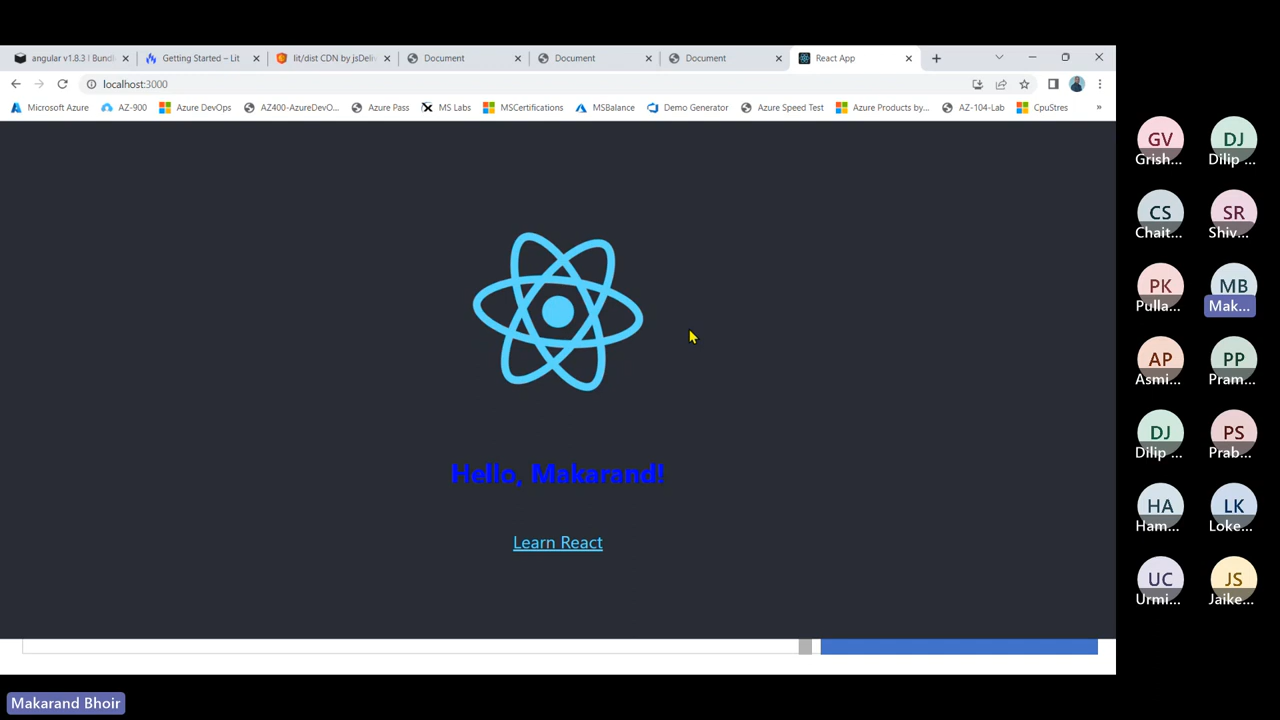 angular v1.8.3 | Bundl
Getting Started – Lit
lit/dist CDN by jsDeli
Document
Document
Document
React App
localhost:3000
Microsoft Azure
AZ-900
Azure DevOps
AZ400-AzureDevO...
Azure Pass
MS Labs
MSCertifications
MSBalance
Demo Generator
Azure Speed Test
Azure Products by...
AZ-104-Lab
CpuStres
»
Hello, Makarand!
Learn React
GV
DJ
Grish...
Dilip ...
CS
SR
Chait...
Shiv...
PK
MB
Pulla...
Mak...
AP
PP
Asmi...
Pram...
DJ
PS
Dilip ...
Prab...
HA
LK
Ham...
Loke...
UC
JS
Urmi...
Jaike...
Makarand Bhoir